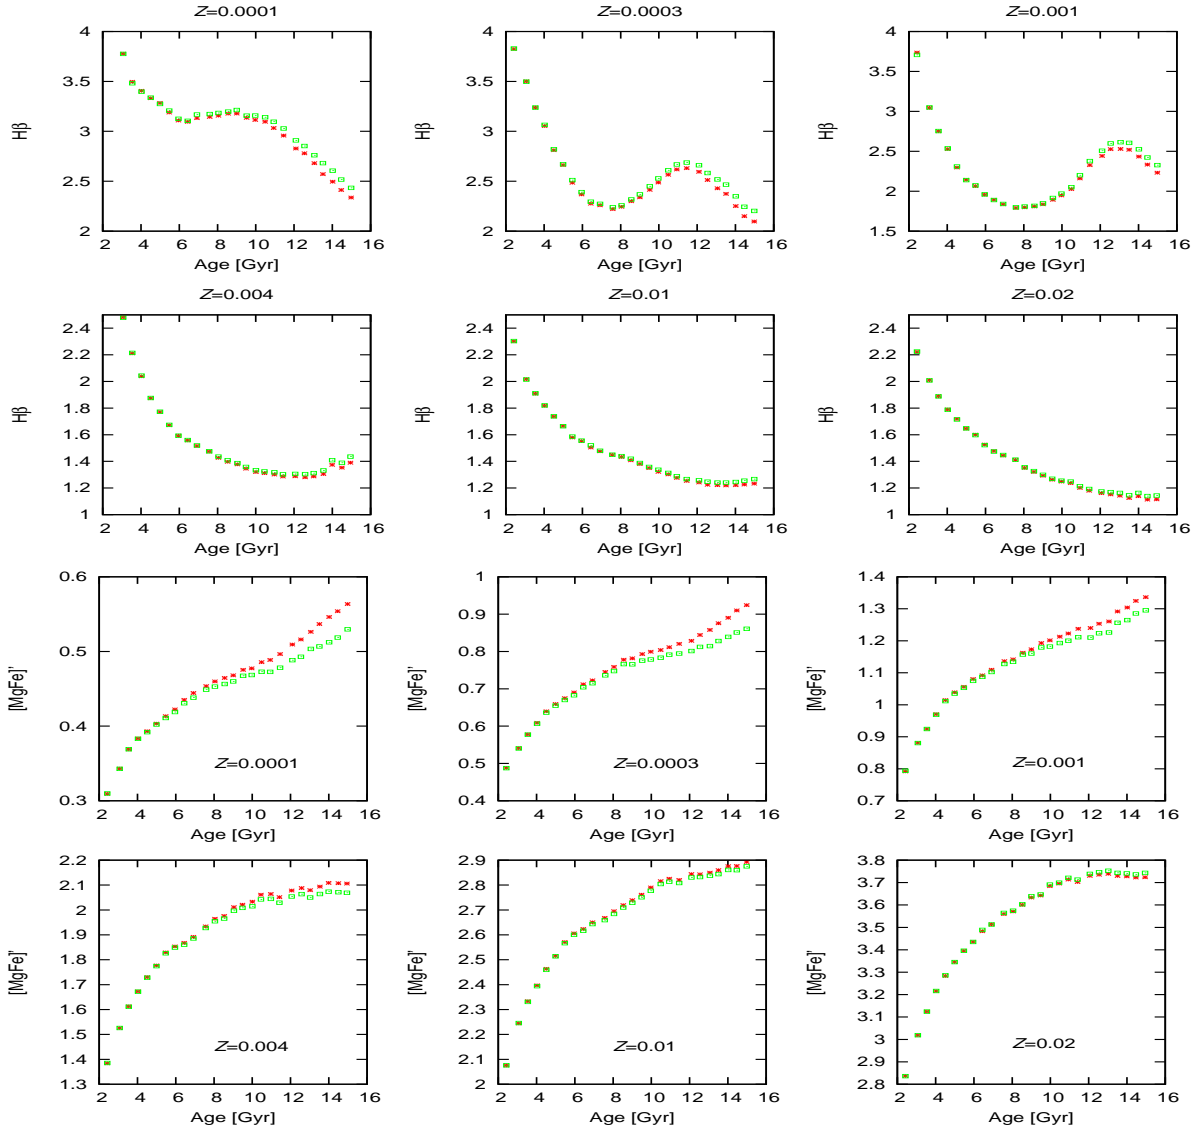 Z=0.0001 Z=0.0003 Z=0.001
4 4 4
3.5 3.5 3.5
3 3 3
2.5 2.5 2.5
2 2 2
1.5
Hβ Hβ Hβ
2 4 6 8 10 12 14 16 2 4 6 8 10 12 14 16 2 4 6 8 10 12 14 16
Age [Gyr] Age [Gyr] Age [Gyr]
Z=0.004 Z=0.01 Z=0.02
2.4 2.4 2.4
2.2 2.2 2.2
2 2 2
1.8 1.8 1.8
1.6 1.6 1.6
1.4 1.4 1.4
1.2 1.2 1.2
1 1 1
Hβ Hβ Hβ
2 4 6 8 10 12 14 16 2 4 6 8 10 12 14 16 2 4 6 8 10 12 14 16
Age [Gyr] Age [Gyr] Age [Gyr]
0.6 1 1.4
0.9 1.3
0.5 0.8 1.2
0.7 1.1
0.4 0.6 1
0.5 0.9
0.3 0.4 0.8
0.7
[MgFe]' [MgFe]' [MgFe]'
Z=0.0001 Z=0.0003 Z=0.001
2 4 6 8 10 12 14 16 2 4 6 8 10 12 14 16 2 4 6 8 10 12 14 16
Age [Gyr] Age [Gyr] Age [Gyr]
2.2 2.9 3.8
2.1 2.8 3.7
2 2.7 3.6
1.9 2.6 3.5
1.8 2.5 3.4
1.7 2.4 3.3
1.6 2.3 3.2
1.5 2.2 3.1
1.4 2.1 3
1.3 2 2.9
2.8
[MgFe]' [MgFe]' [MgFe]'
Z=0.004 Z=0.01 Z=0.02
2 4 6 8 10 12 14 16 2 4 6 8 10 12 14 16 2 4 6 8 10 12 14 16
Age [Gyr] Age [Gyr] Age [Gyr]